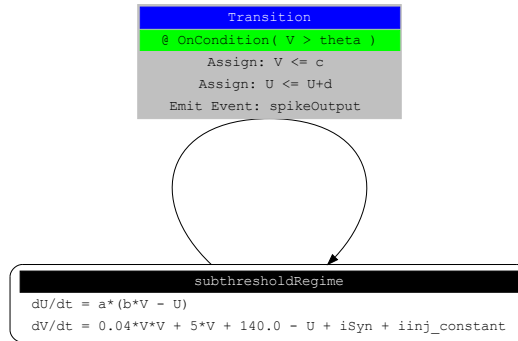 Transition
@ OnCondition( V > theta )
Assign: V <= c
Assign: U <= U+d
Emit Event: spikeOutput
subthresholdRegime
dU/dt = a*(b*V - U)
dV/dt = 0.04*V*V + 5*V + 140.0 - U + iSyn + iinj_constant